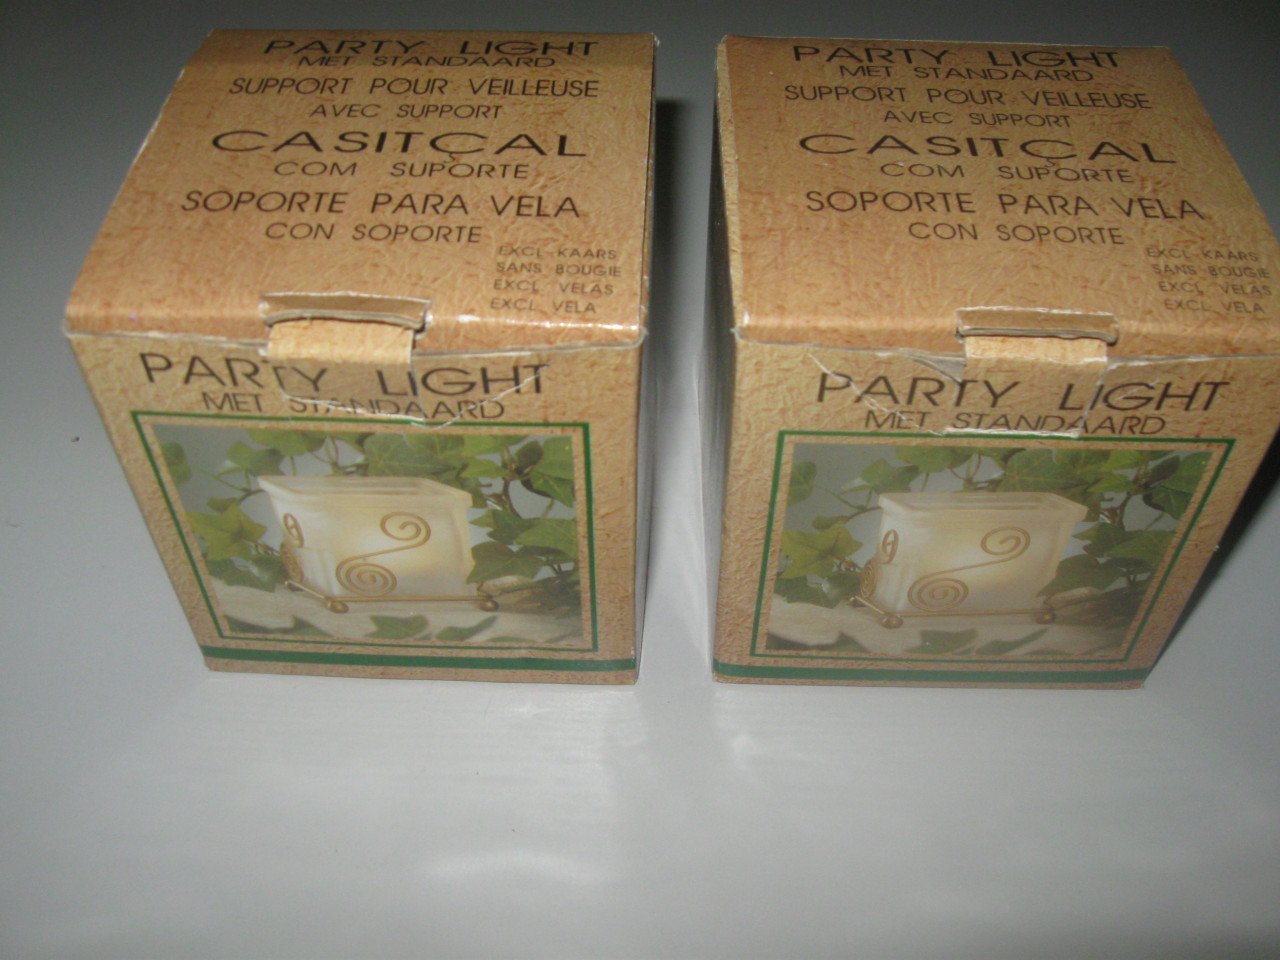 PARTY LIGHT
MET STANDAARD
SUPPORT POUR VEILLEUSE
AVEC SUPPORT
CASITÇAL
COM SUPORTE
SOPORTE PARA VELA
CON SOPORTE
EXCL. KAARS
SANS BOUGIE
EXCL. VELAS
EXCL. VELA
PARTY LIGHT
MET STANDAARD
PARTY LIGHT
MET STANDAARD
SUPPORT POUR VEILLEUSE
AVEC SUPPORT
CASITÇAL
COM SUPORTE
SOPORTE PARA VELA
CON SOPORTE
EXCL. KAARS
SANS BOUGIE
EXCL. VELAS
EXCL. VELA
PARTY LIGHT
MET STANDAARD